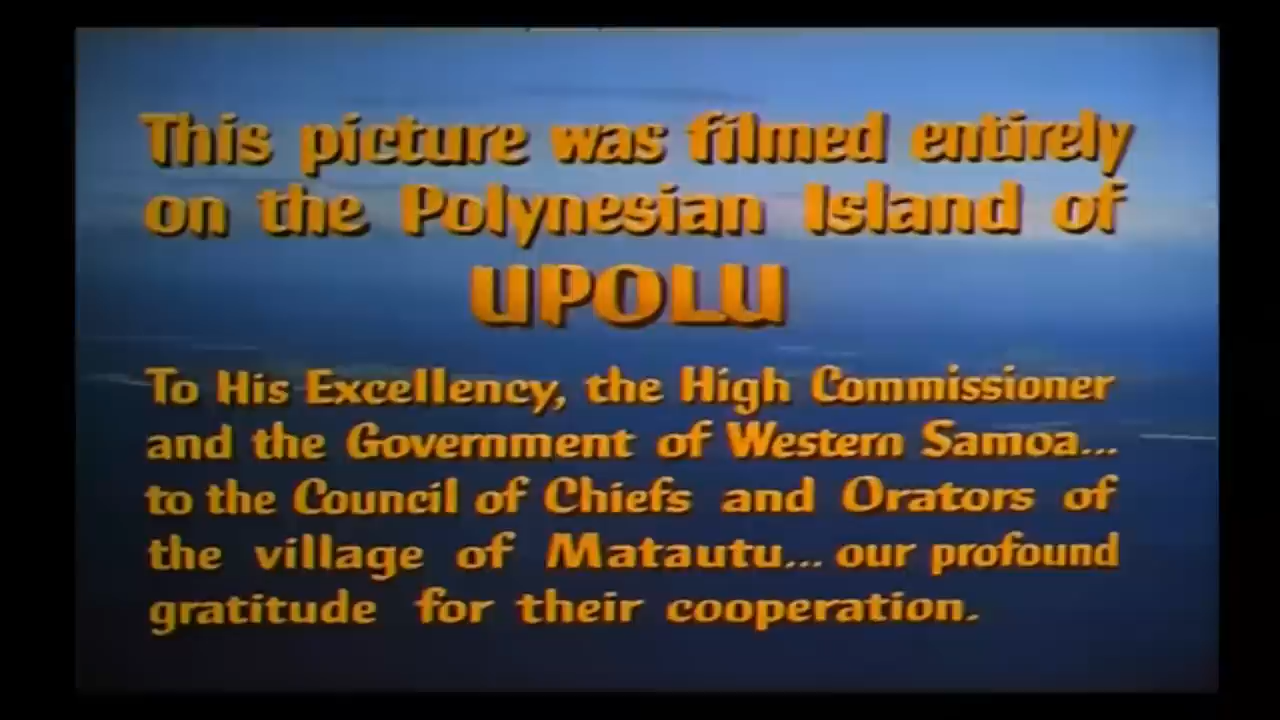 This picture was filmed entirely
on the Polynesian Island of
UPOLU
To His Excellency, the High Commissioner
and the Government of Western Samoa...
to the Council of Chiefs and Orators of
the village of Matautu... our profound
gratitude for their cooperation.